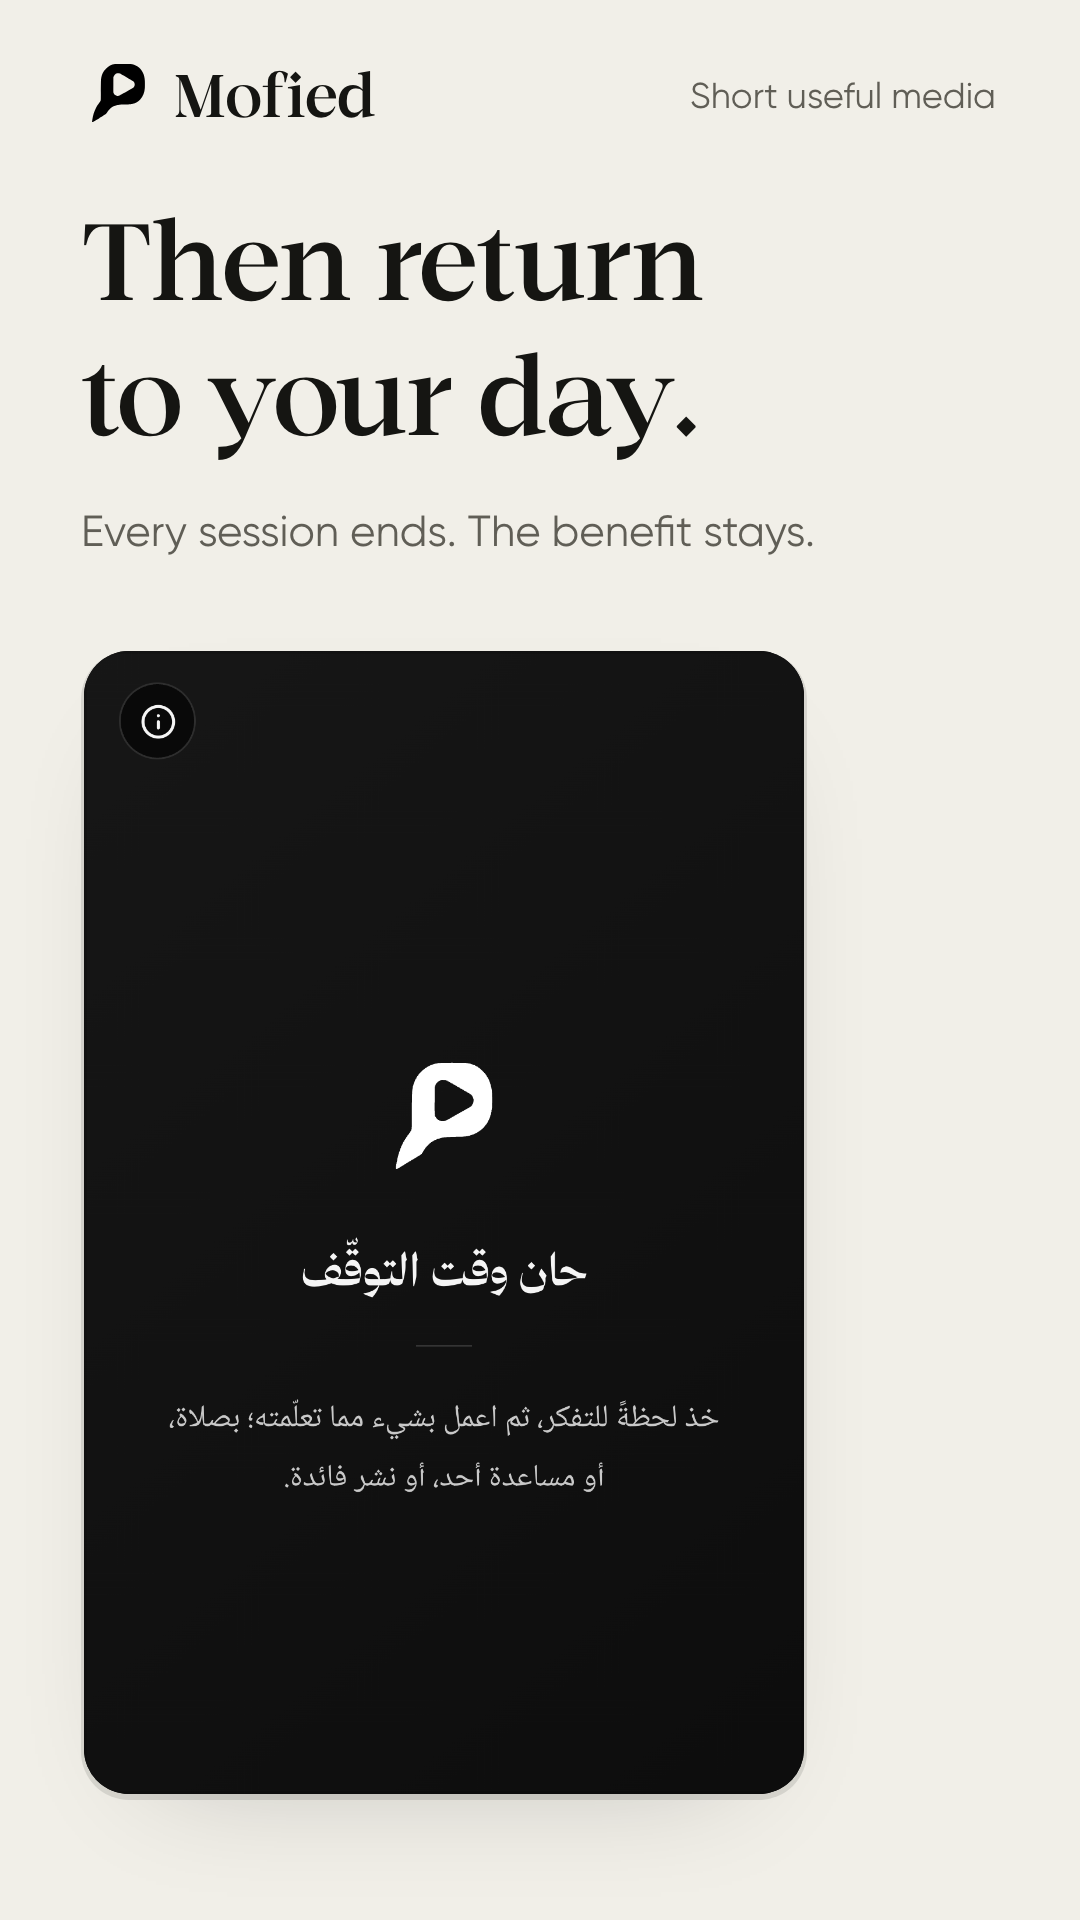 Mofied
Short useful media
Then return
to your day.
Every session ends. The benefit stays.
حان وقت التوقّف
خذ لحظةً للتفكر، ثم اعمل بشيء مما تعلّمته؛ بصلاة،
أو مساعدة أحد، أو نشر فائدة.